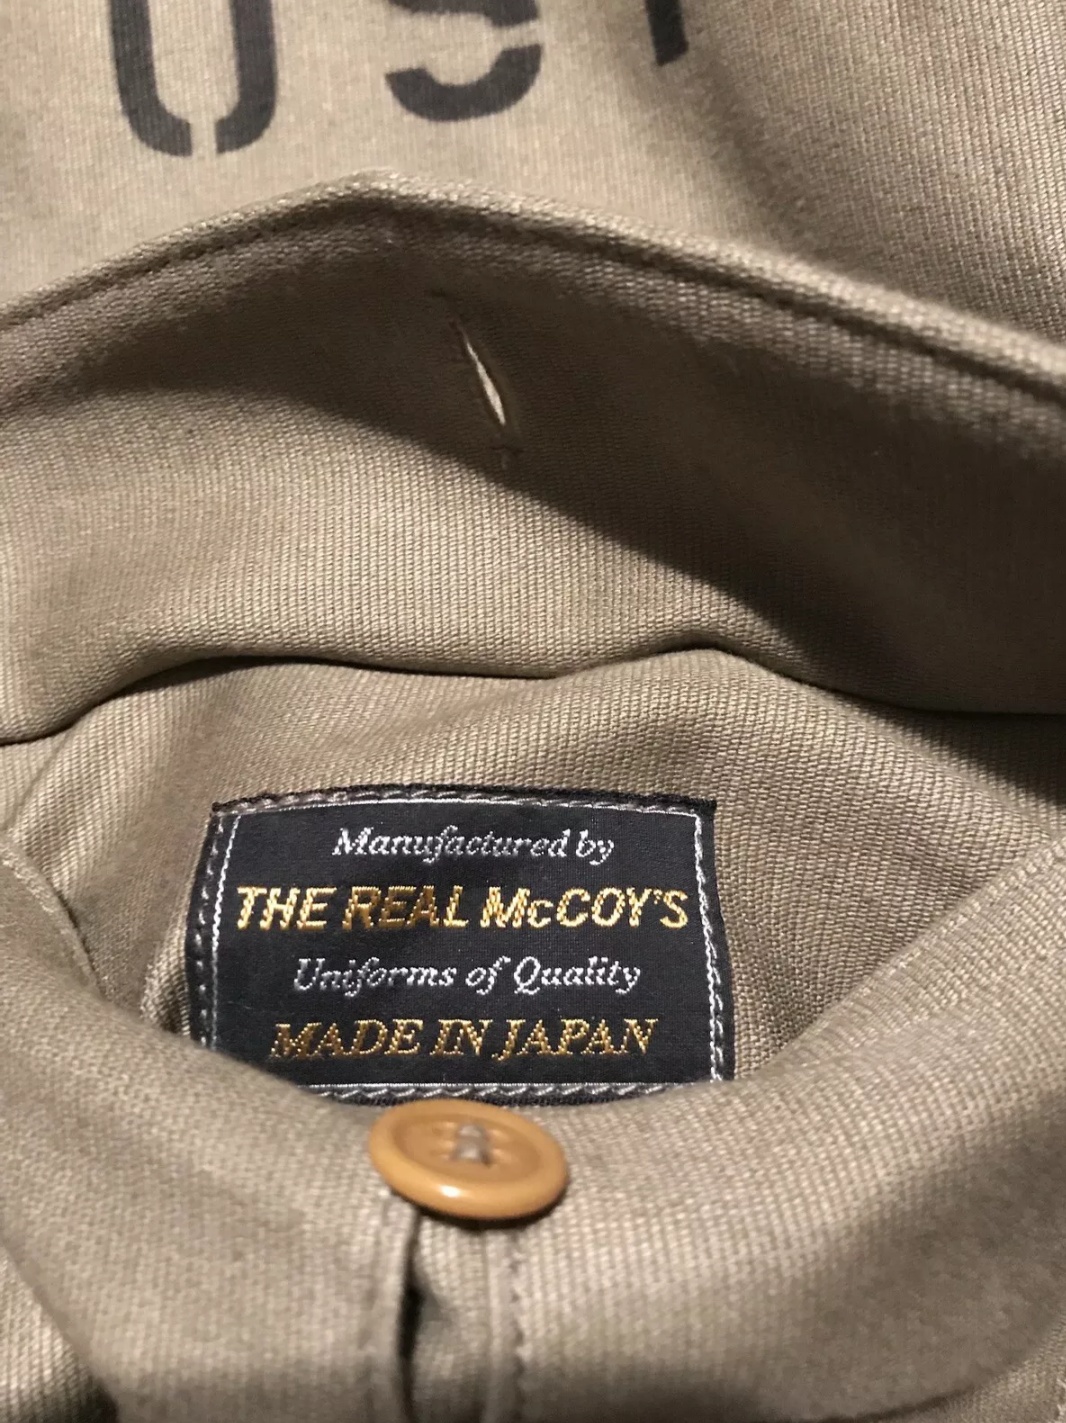 Manufactured by
THE REAL McCOY'S
Uniforms of Quality
MADE IN JAPAN